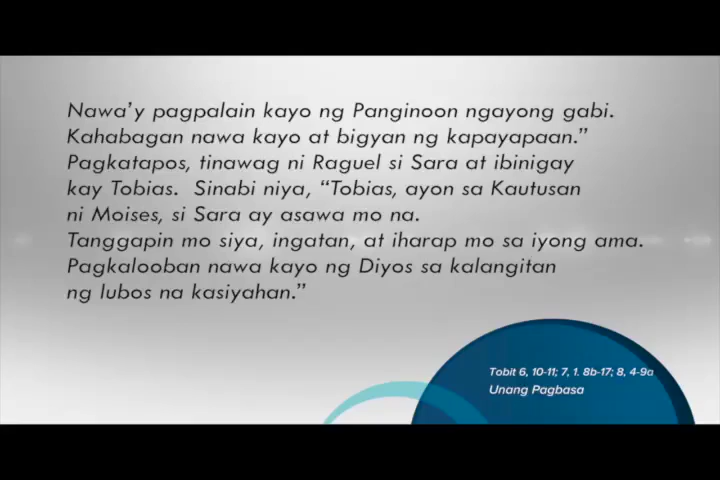 Nawa'y pagpalain kayo ng Panginoon ngayong gabi.
Kahabagan nawa kayo at bigyan ng kapayapaan.”
Pagkatapos, tinawag ni Raguel si Sara at ibinigay
kay Tobias.  Sinabi niya, “Tobias, ayon sa Kautusan
ni Moises, si Sara ay asawa mo na.
Tanggapin mo siya, ingatan, at iharap mo sa iyong ama.
Pagkalooban nawa kayo ng Diyos sa kalangitan
ng lubos na kasiyahan.”
Tobit 6, 10-11; 7, 1. 8b-17; 8, 4-9a
Unang Pagbasa